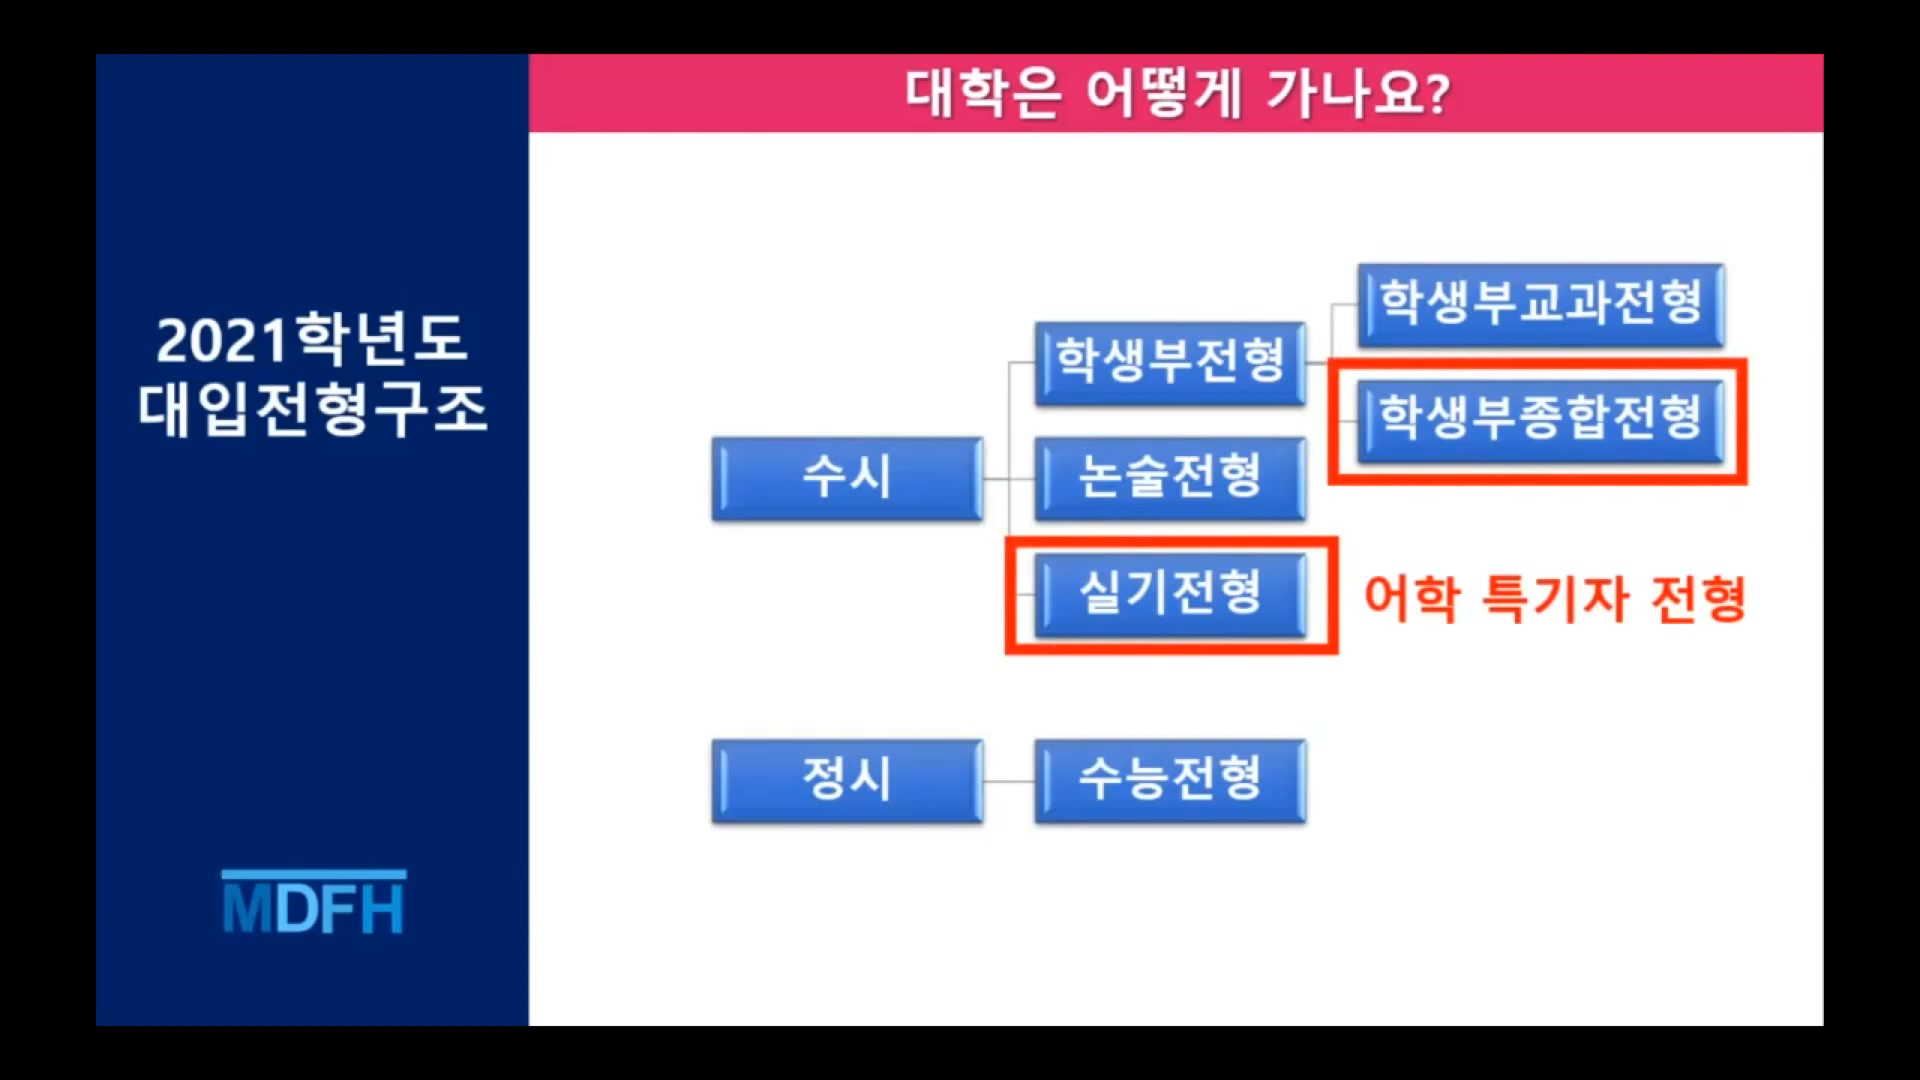 대학은 어떻게 가나요?
2021학년도
대입전형구조
학생부교과전형
학생부전형
학생부종합전형
수시
논술전형
실기전형
어학 특기자 전형
정시
수능전형
MDFH